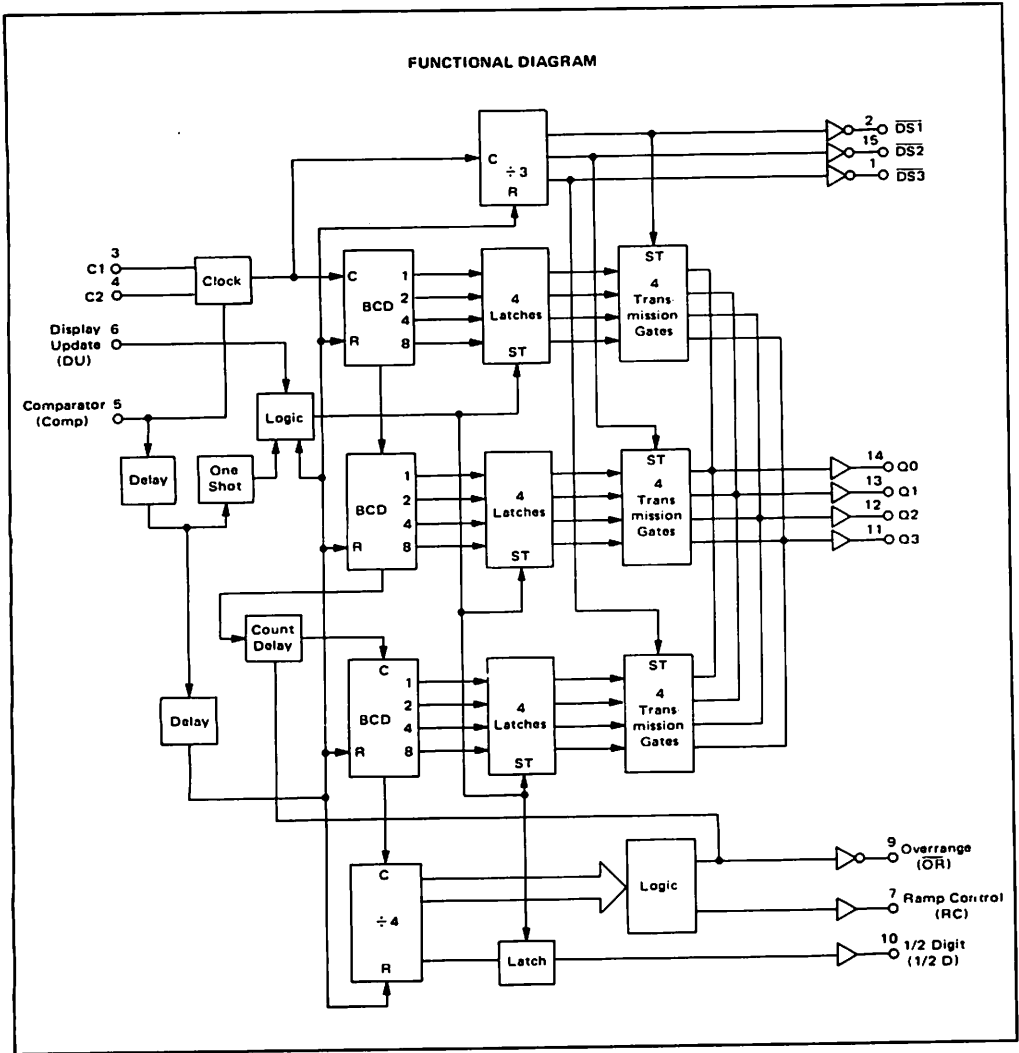 FUNCTIONAL DIAGRAM
C
÷3
R
2
DS1
15
DS2
1
DS3
3
C1
4
C2
Clock
Display
Update
(DU)
6
Comparator
(Comp)
5
Logic
Delay
One
Shot
C
BCD
R
1
2
4
8
4
Latches
ST
ST
4
Trans-
mission
Gates
BCD
R
1
2
4
8
4
Latches
ST
ST
4
Trans
mission
Gates
14
Q0
13
Q1
12
Q2
11
Q3
Count
Delay
Delay
C
BCD
R
1
2
4
8
4
Latches
ST
ST
4
Trans-
mission
Gates
C
÷4
R
Logic
Latch
9
Overrange
(OR)
7
Ramp Control
(RC)
10
1/2 Digit
(1/2 D)